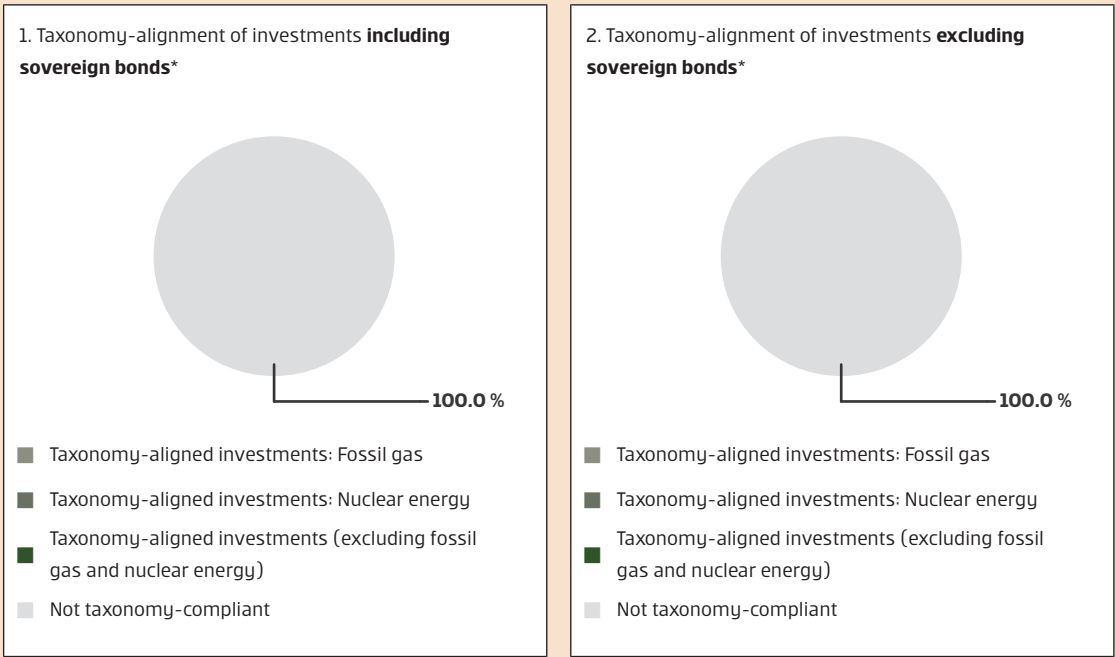 1. Taxonomy-alignment of investments including
sovereign bonds*
100.0 %
Taxonomy-aligned investments: Fossil gas
Taxonomy-aligned investments: Nuclear energy
Taxonomy-aligned investments (excluding fossil
gas and nuclear energy)
Not taxonomy-compliant
2. Taxonomy-alignment of investments excluding
sovereign bonds*
100.0 %
Taxonomy-aligned investments: Fossil gas
Taxonomy-aligned investments: Nuclear energy
Taxonomy-aligned investments (excluding fossil
gas and nuclear energy)
Not taxonomy-compliant